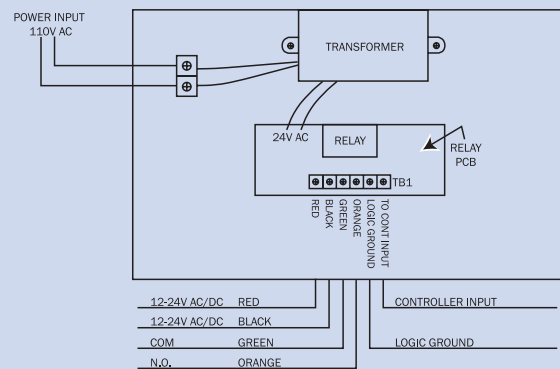 POWER INPUT
110V AC
TRANSFORMER
24V AC
RELAY
RELAY
PCB
TB1
RED
BLACK
GREEN
ORANGE
LOGIC GROUND
TO CONT INPUT
12-24V AC/DC RED
CONTROLLER INPUT
12-24V AC/DC BLACK
COM GREEN
LOGIC GROUND
N.O. ORANGE